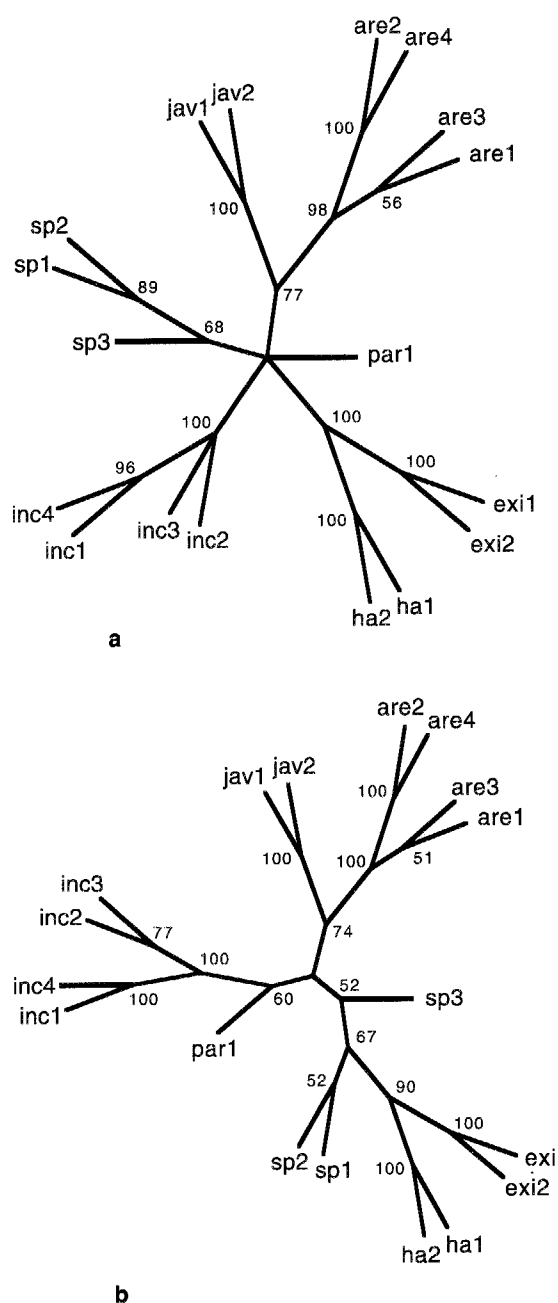 are2
are4
jav1
jav2
are3
100
are1
56
98
100
sp2
sp1
89
77
68
sp3
par1
100
100
96
100
inc4
inc1
inc3
inc2
exi1
exi2
100
ha2
ha1
a
are2
are4
jav1
jav2
100
are3
are1
51
100
100
inc3
inc2
77
74
100
inc4
inc1
100
60
52
sp3
par1
67
52
90
sp2
sp1
100
exi
exi2
100
ha2
ha1
b